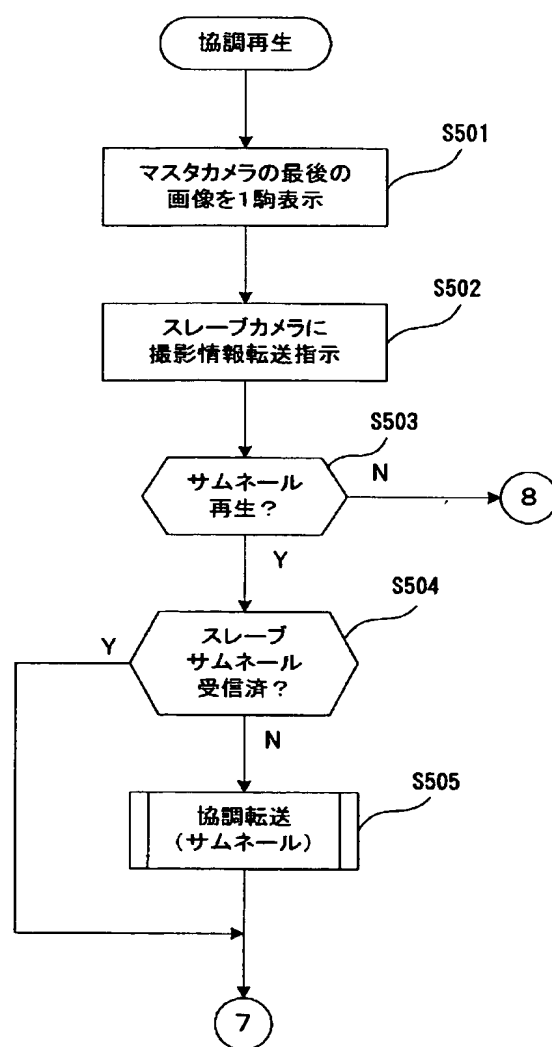 協調再生
S501
マスタカメラの最後の
画像を1駒表示
S502
スレーブカメラに
撮影情報転送指示
S503
サムネール
再生?
N
8
Y
S504
スレーブ
サムネール
受信済?
Y
N
S505
協調転送
(サムネール)
7